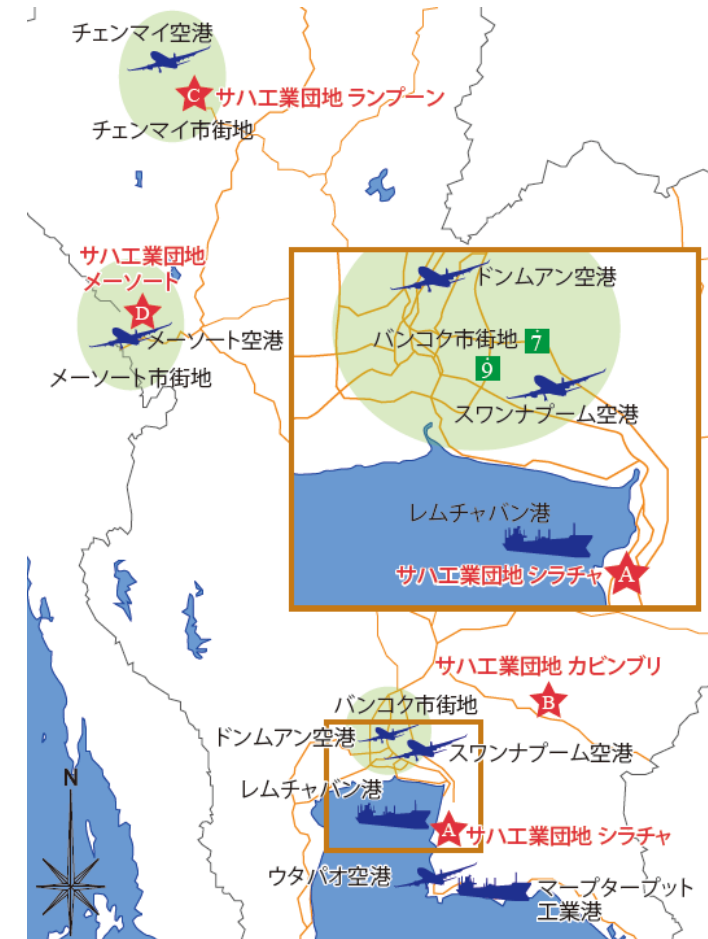 チェンマイ空港
C
サハ工業団地 ランプーン
チェンマイ市街地
サハ工業団地
メーソート
D
メーソート空港
メーソート市街地
ドンムアン空港
バンコク市街地
7
9
スワンナプーム空港
レムチャバン港
サハ工業団地 シラチャ
A
サハ工業団地 カビンブリ
B
バンコク市街地
ドンムアン空港
スワンナプーム空港
N
レムチャバン港
A
サハ工業団地 シラチャ
ウタパオ空港
マープタープット
工業港